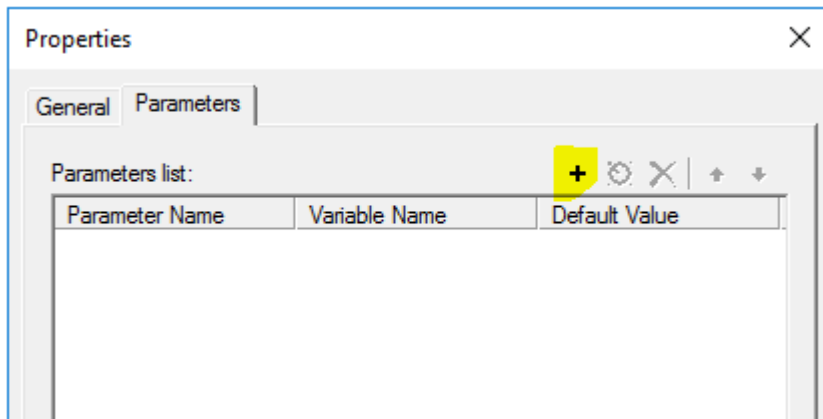 Properties
General Parameters
Parameters list:
Parameter Name Variable Name Default Value